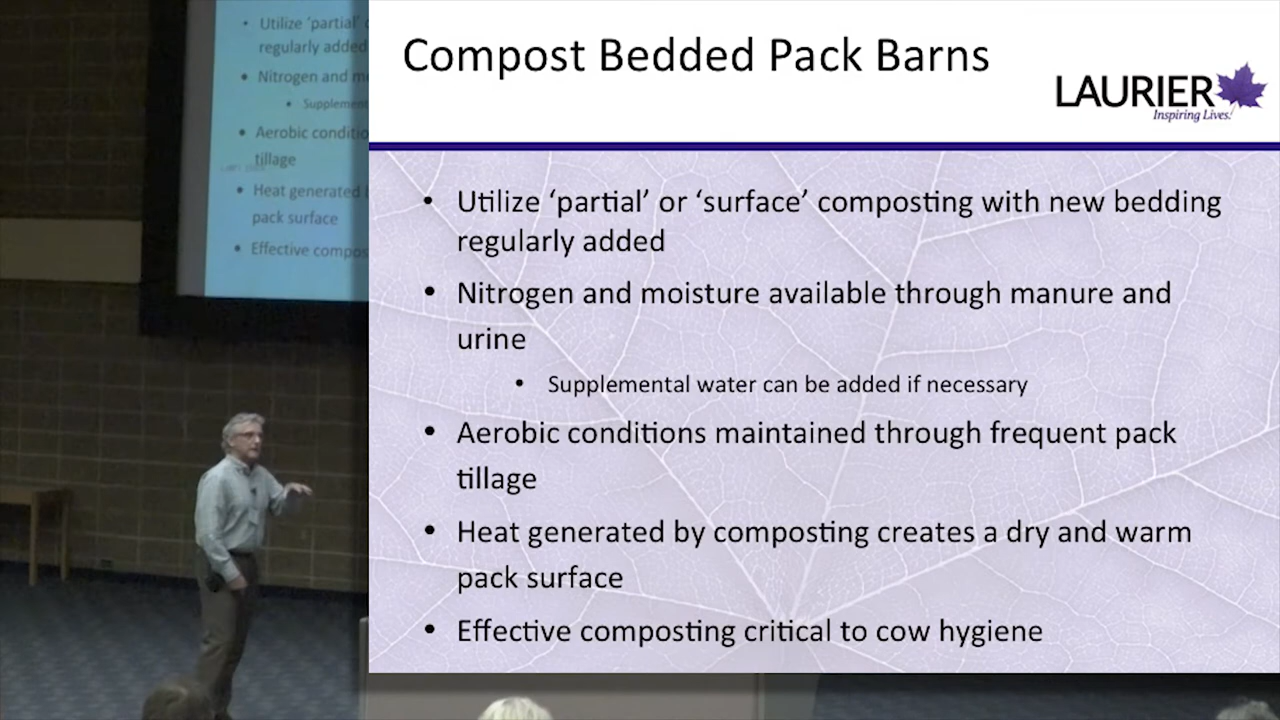 • Utilize ‘partial’
regularly added
• Nitrogen and
• Supplement
• Aerobic conditio
tillage
• Heat generated
pack surface
• Effective compos
Compost Bedded Pack Barns
LAURIER
Inspiring Lives.
• Utilize ‘partial’ or ‘surface’ composting with new bedding
regularly added
• Nitrogen and moisture available through manure and
urine
• Supplemental water can be added if necessary
• Aerobic conditions maintained through frequent pack
tillage
• Heat generated by composting creates a dry and warm
pack surface
• Effective composting critical to cow hygiene